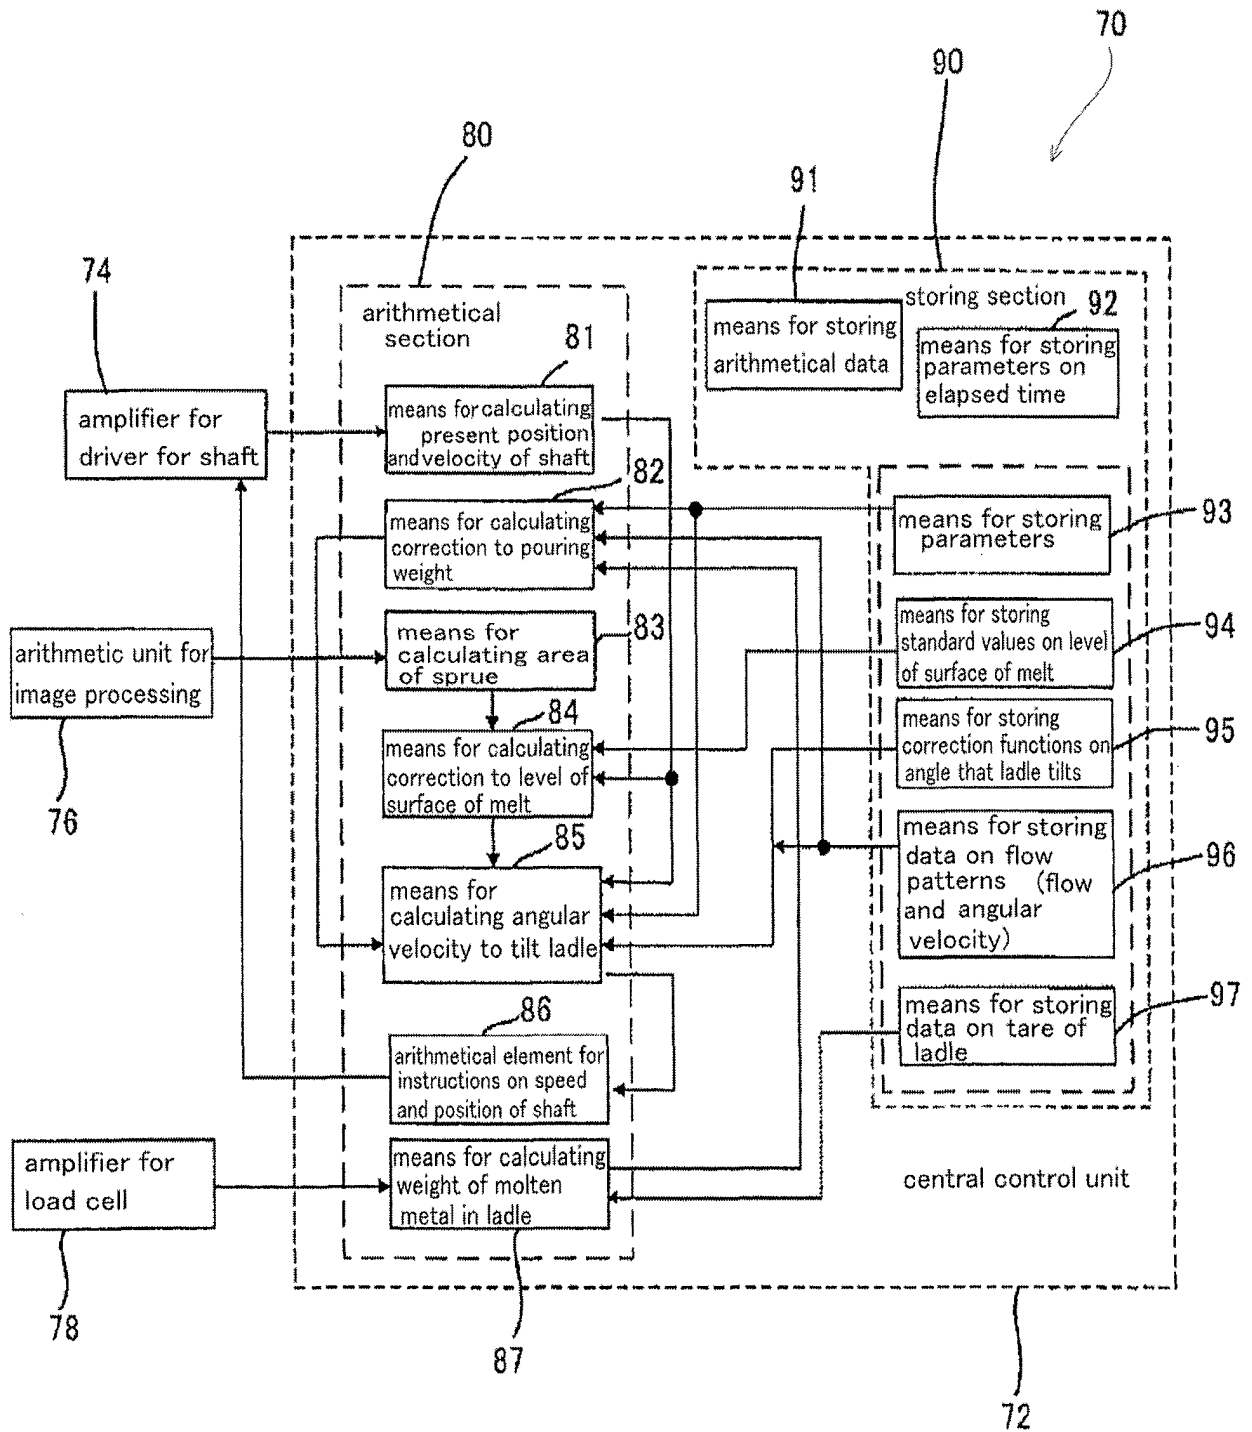 70
90
80
91
74
arithmetical
section
storing section
92
81
means for storing
arithmetical data
means for storing
parameters on
elapsed time
amplifier for
driver for shaft
means for calculating
present position
and velocity of shaft
82
means for calculating
correction to pouring
weight
means for storing
parameters
93
arithmetic unit for
image processing
76
means for
calculating area
of sprue
83
means for storing
standard values on level
of surface of melt
94
84
means for calculating
correction to level of
surface of melt
means for storing
correction functions on
angle that ladle tilts
95
85
means for
calculating angular
velocity to tilt ladle
means for storing
data on flow
patterns (flow
and angular
velocity)
96
86
arithmetical element for
instructions on speed
and position of shaft
means for storing
data on tare of
ladle
97
amplifier for
load cell
78
means for calculating
weight of molten
metal in ladle
87
central control unit
72